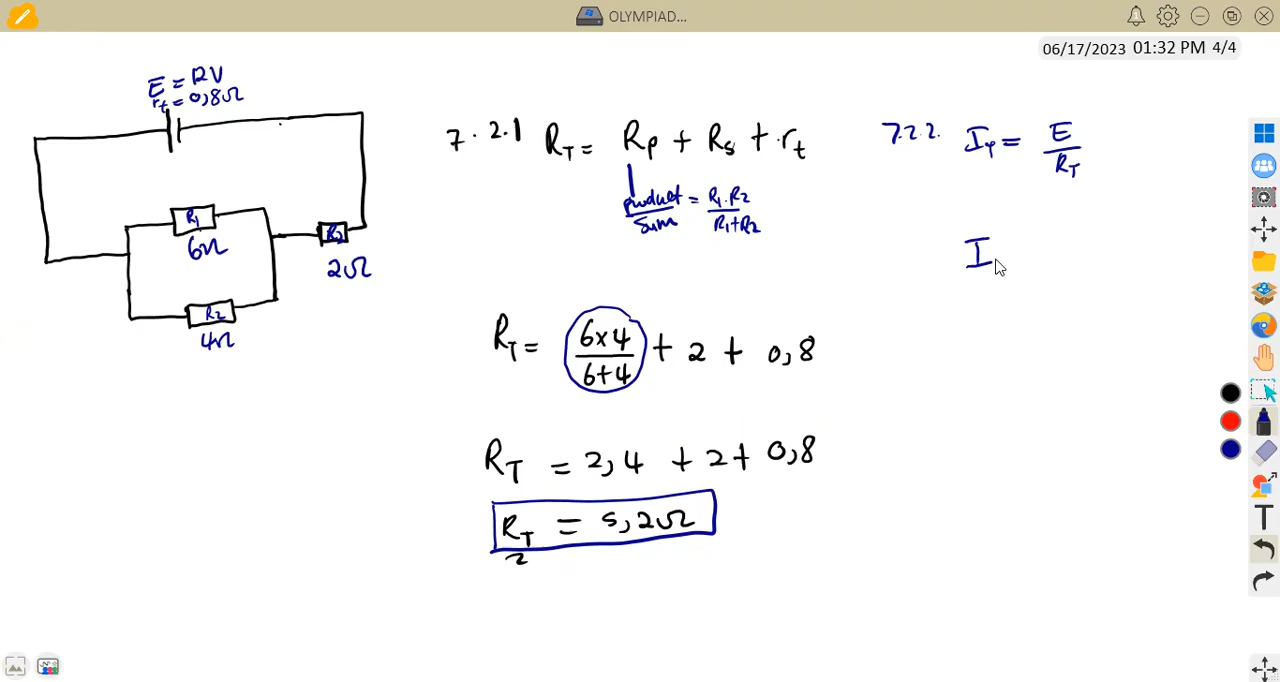 OLYMPIAD...
06/17/2023 01:32 PM 4/4
E = 12V
rt = 0,8Ω
R1
6Ω
R2
4Ω
R3
2Ω
7.2.1 RT = Rp + Rs + rt
product/sum = R1.R2/R1+R2
RT = 6x4/6+4 + 2 + 0,8
RT = 2,4 + 2 + 0,8
RT = 5,2Ω
2
7.2.2. IT = E/RT
I
T